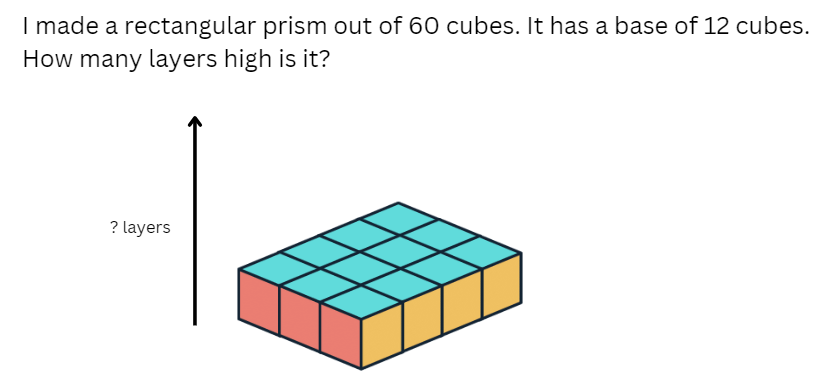 I made a rectangular prism out of 60 cubes. It has a base of 12 cubes.
How many layers high is it?
? layers